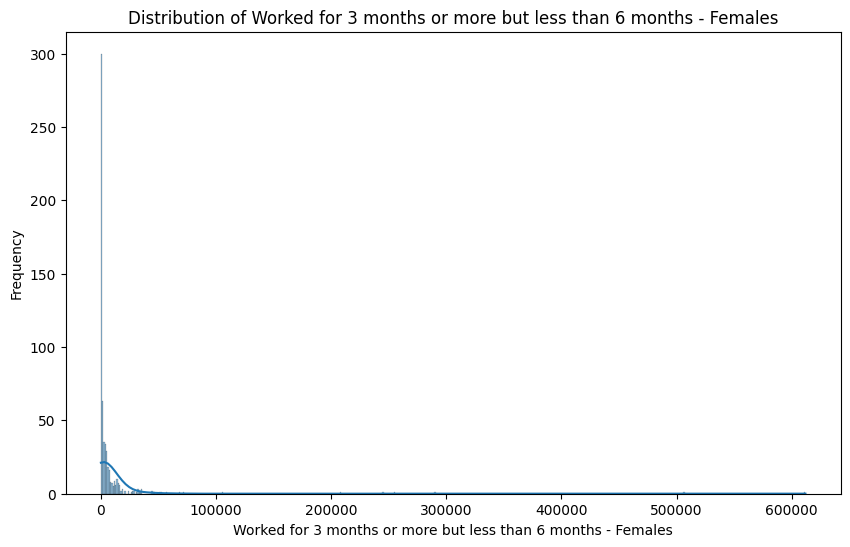 Distribution of Worked for 3 months or more but less than 6 months - Females
300
250
200
150
100
50
0
Frequency
0 100000 200000 300000 400000 500000 600000
Worked for 3 months or more but less than 6 months - Females